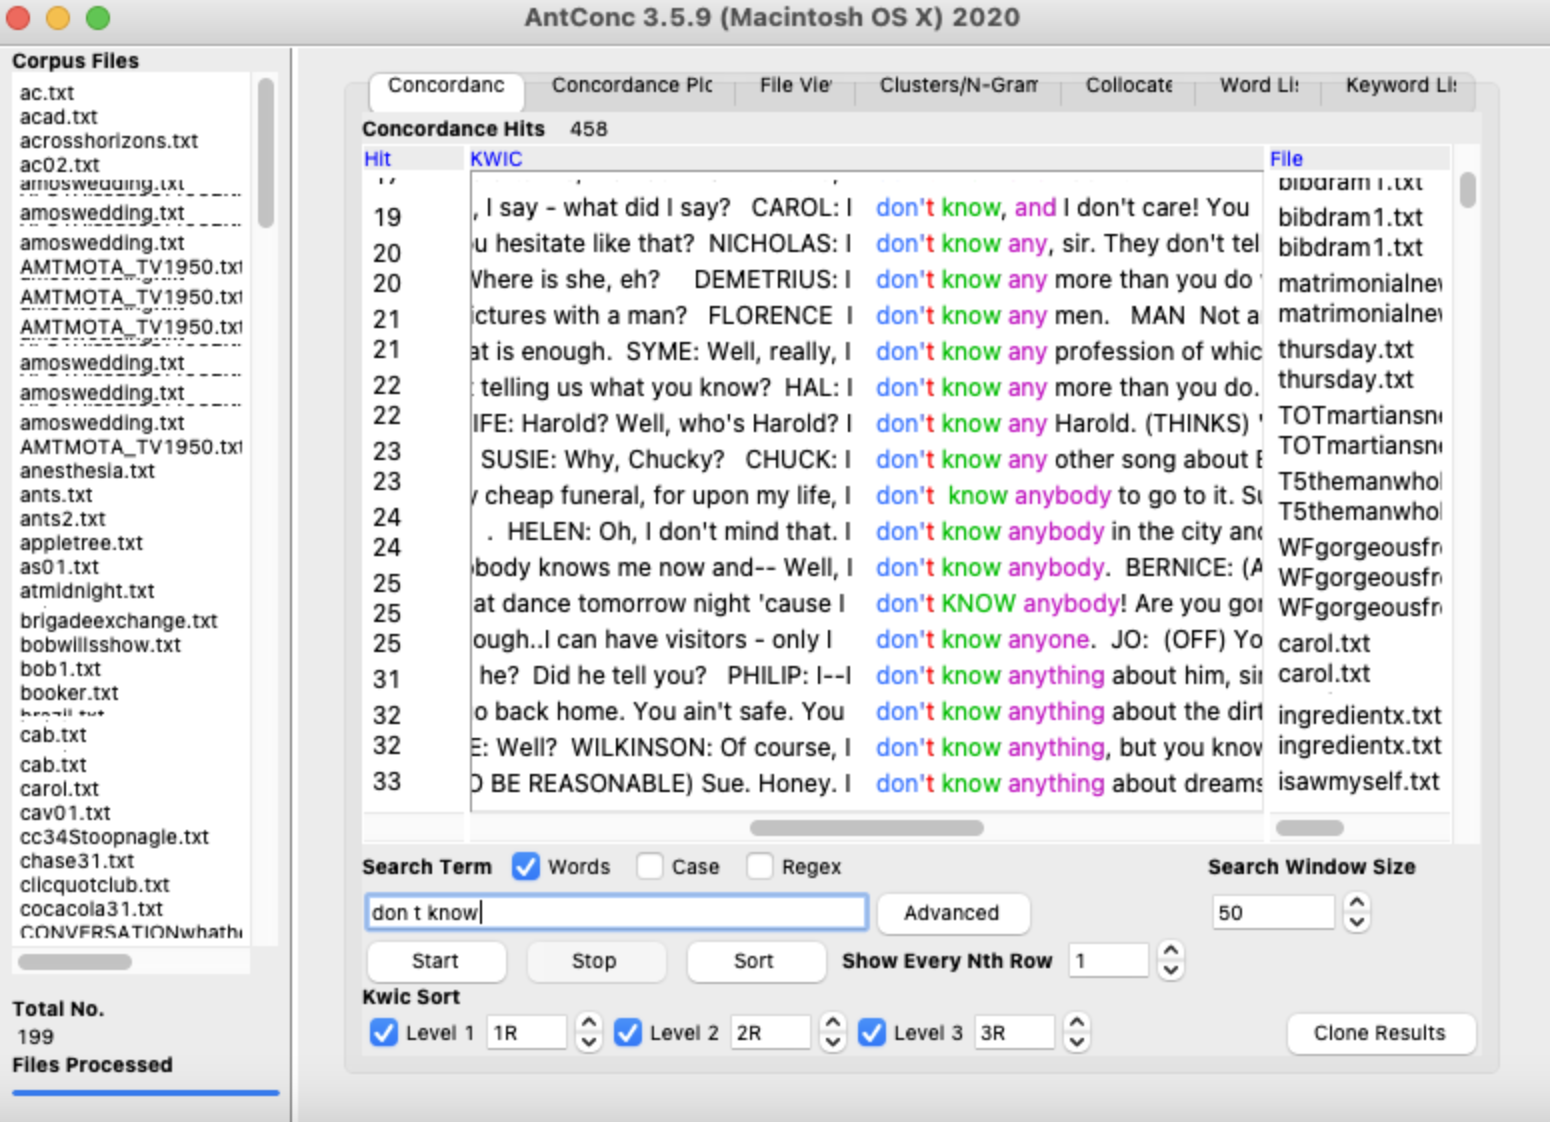 AntConc 3.5.9 (Macintosh OS X) 2020
Corpus Files
ac.txt
acad.txt
acrosshorizons.txt
ac02.txt
amoswedding.txt
amoswedding.txt
amoswedding.txt
AMTMOTA_TV1950.txt
AMTMOTA_TV1950.txt
AMTMOTA_TV1950.txt
amoswedding.txt
amoswedding.txt
amoswedding.txt
AMTMOTA_TV1950.txt
anesthesia.txt
ants.txt
ants2.txt
appletree.txt
as01.txt
atmidnight.txt
brigadeexchange.txt
bobwillsshow.txt
bob1.txt
booker.txt
brazil.txt
cab.txt
cab.txt
carol.txt
cav01.txt
cc34Stoopnagle.txt
chase31.txt
clicquotclub.txt
cocacola31.txt
CONVERSATIONwhathe
Total No.
199
Files Processed
Concordanc Concordance Plc File Vie Clusters/N-Gran Collocate Word Li Keyword Li
Concordance Hits 458
Hit KWIC File
19 , I say - what did I say? CAROL: I don't know, and I don't care! You bibdram1.txt
20 u hesitate like that? NICHOLAS: I don't know any, sir. They don't tel bibdram1.txt
20 Where is she, eh? DEMETRIUS: I don't know any more than you do matrimonialnev
21 ictures with a man? FLORENCE I don't know any men. MAN Not a matrimonialnev
21 at is enough. SYME: Well, really, I don't know any profession of whic thursday.txt
22 telling us what you know? HAL: I don't know any more than you do. thursday.txt
22 IFE: Harold? Well, who's Harold? I don't know any Harold. (THINKS) ' TOTmartiansne
23 SUSIE: Why, Chucky? CHUCK: I don't know any other song about TOTmartiansne
23 y cheap funeral, for upon my life, I don't know anybody to go to it. Su T5themanwhol
24 . HELEN: Oh, I don't mind that. I don't know anybody in the city and T5themanwhol
24 obody knows me now and-- Well, I don't know anybody. BERNICE: (A WFgorgeousfr
25 at dance tomorrow night 'cause I don't KNOW anybody! Are you gor WFgorgeousfr
25 ough..I can have visitors - only I don't know anyone. JO: (OFF) Yo WFgorgeousfr
25 he? Did he tell you? PHILIP: I--I don't know anything about him, sir carol.txt
31 o back home. You ain't safe. You don't know anything about the dirt carol.txt
32 E: Well? WILKINSON: Of course, I don't know anything, but you know ingredientx.txt
32 O BE REASONABLE) Sue. Honey. I don't know anything about dreams ingredientx.txt
33 isawmyself.txt
Search Term Words Case Regex Search Window Size
don t know Advanced 50
Start Stop Sort Show Every Nth Row 1
Kwic Sort
Level 1 1R Level 2 2R Level 3 3R Clone Results